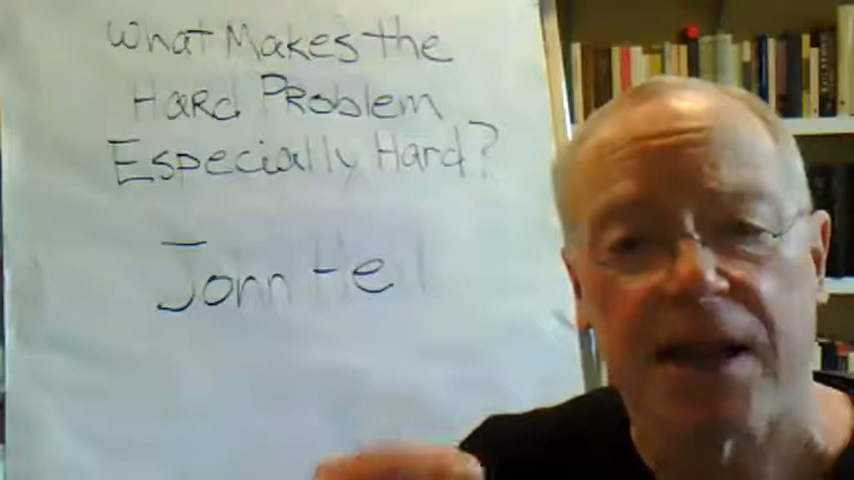 What Makes the
Hard Problem
Especially Hard?
John Heil